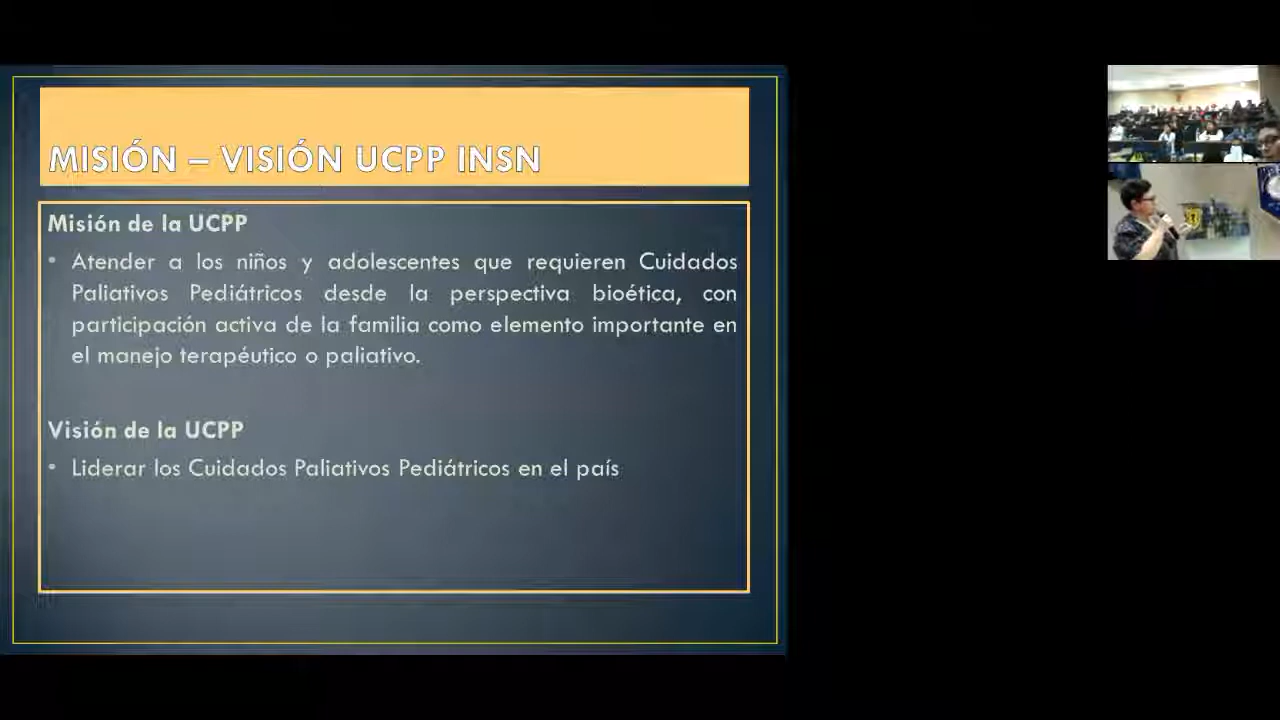 MISIÓN – VISIÓN UCPP INSN
Misión de la UCPP
• Atender a los niños y adolescentes que requieren Cuidados
Paliativos Pediátricos desde la perspectiva bioética, con
participación activa de la familia como elemento importante en
el manejo terapéutico o paliativo.
Visión de la UCPP
• Liderar los Cuidados Paliativos Pediátricos en el país